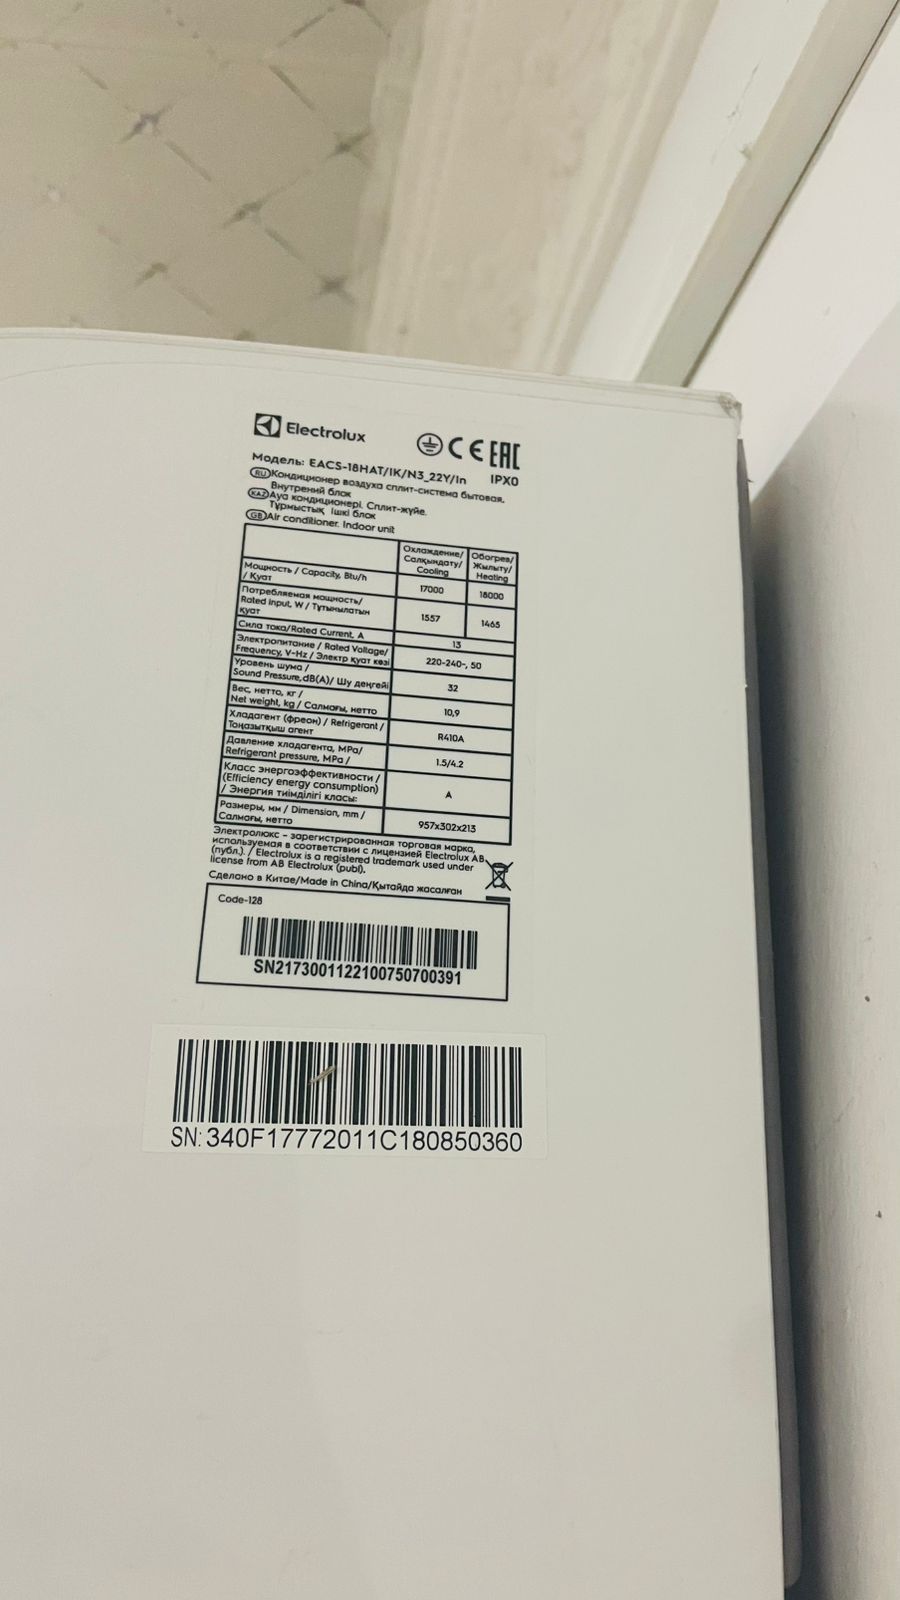 Electrolux
CE EAC
Модель: EACS-18HAT/IK/N3_22Y/In IPX0
RU Кондиционер воздуха сплит-система бытовая.
Внутрений блок
KAZ Ауа кондиционері. Сплит-жүйе.
Тұрмыстық ішкі блок
GB Air conditioner. Indoor unit
Охлаждение/ Обогрев/
Салқындату/ Жылыту/
Cooling Heating
Мощность / Capacity, Btu/h
/ Қуат
17000 18000
Потребляемая мощность/
Rated input, W / Тұтынылатын
қуат
1557 1465
Сила тока/Rated Current, A 13
Электропитание / Rated Voltage/
Frequency, V-Hz / Электр қуат көзі
220-240~, 50
Уровень шума /
Sound Pressure,dB(A)/ Шу деңгейі
32
Вес, нетто, кг /
Net weight, kg / Салмағы, нетто
10,9
Хладагент (фреон) / Refrigerant /
Тоңазытқыш агент
R410A
Давление хладагента, MPa/
Refrigerant pressure, MPa /
1.5/4.2
Класс энергоэффективности /
(Efficiency energy consumption)
/ Энергия тиімділігі класы:
A
Размеры, мм / Dimension, mm /
Салмағы, нетто
957x302x213
Электролюкс – зарегистрированная торговая марка,
используемая в соответствии с лицензией Electrolux AB
(публ.). / Electrolux is a registered trademark used under
license from AB Electrolux (publ).
Сделано в Китае/Made in China/Қытайда жасалған
Code-128
SN2173001122100750700391
SN: 340F17772011C180850360